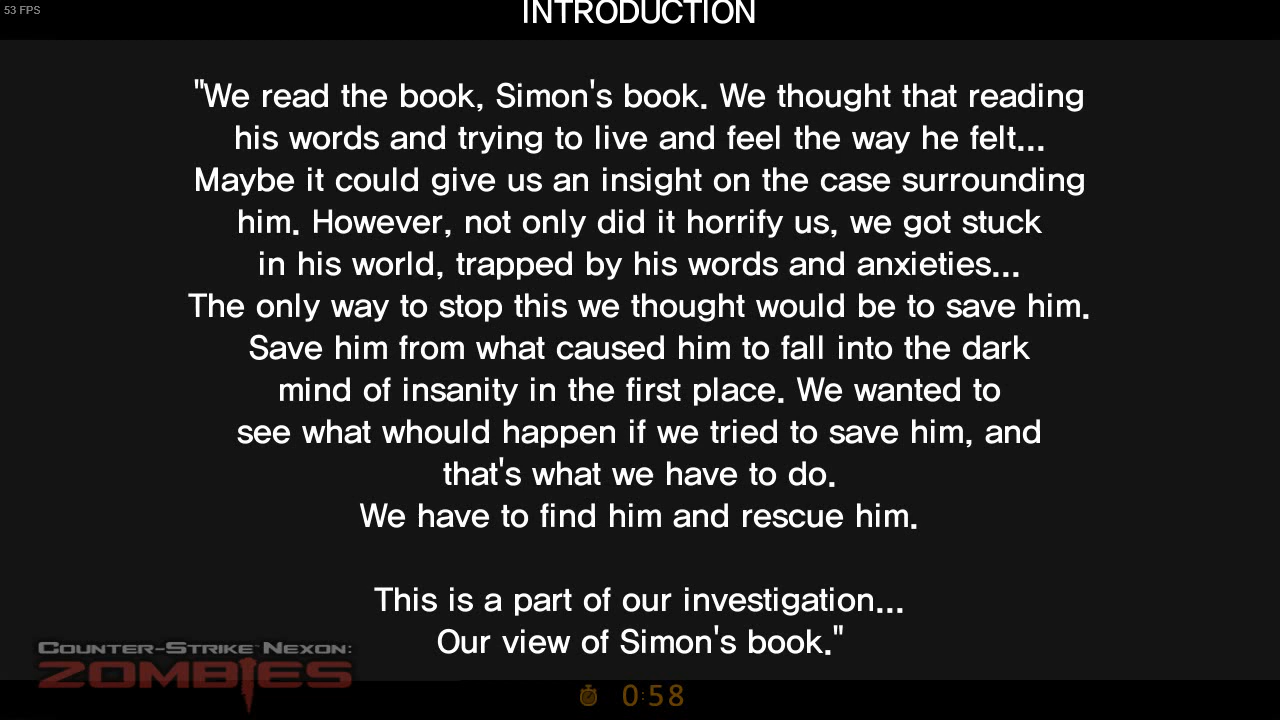 53 FPS
INTRODUCTION
"We read the book, Simon's book. We thought that reading
his words and trying to live and feel the way he felt...
Maybe it could give us an insight on the case surrounding
him. However, not only did it horrify us, we got stuck
in his world, trapped by his words and anxieties...
The only way to stop this we thought would be to save him.
Save him from what caused him to fall into the dark
mind of insanity in the first place. We wanted to
see what whould happen if we tried to save him, and
that's what we have to do.
We have to find him and rescue him.
This is a part of our investigation...
Our view of Simon's book."
COUNTER-STRIKE NEXON:
ZOMBIES
0:58